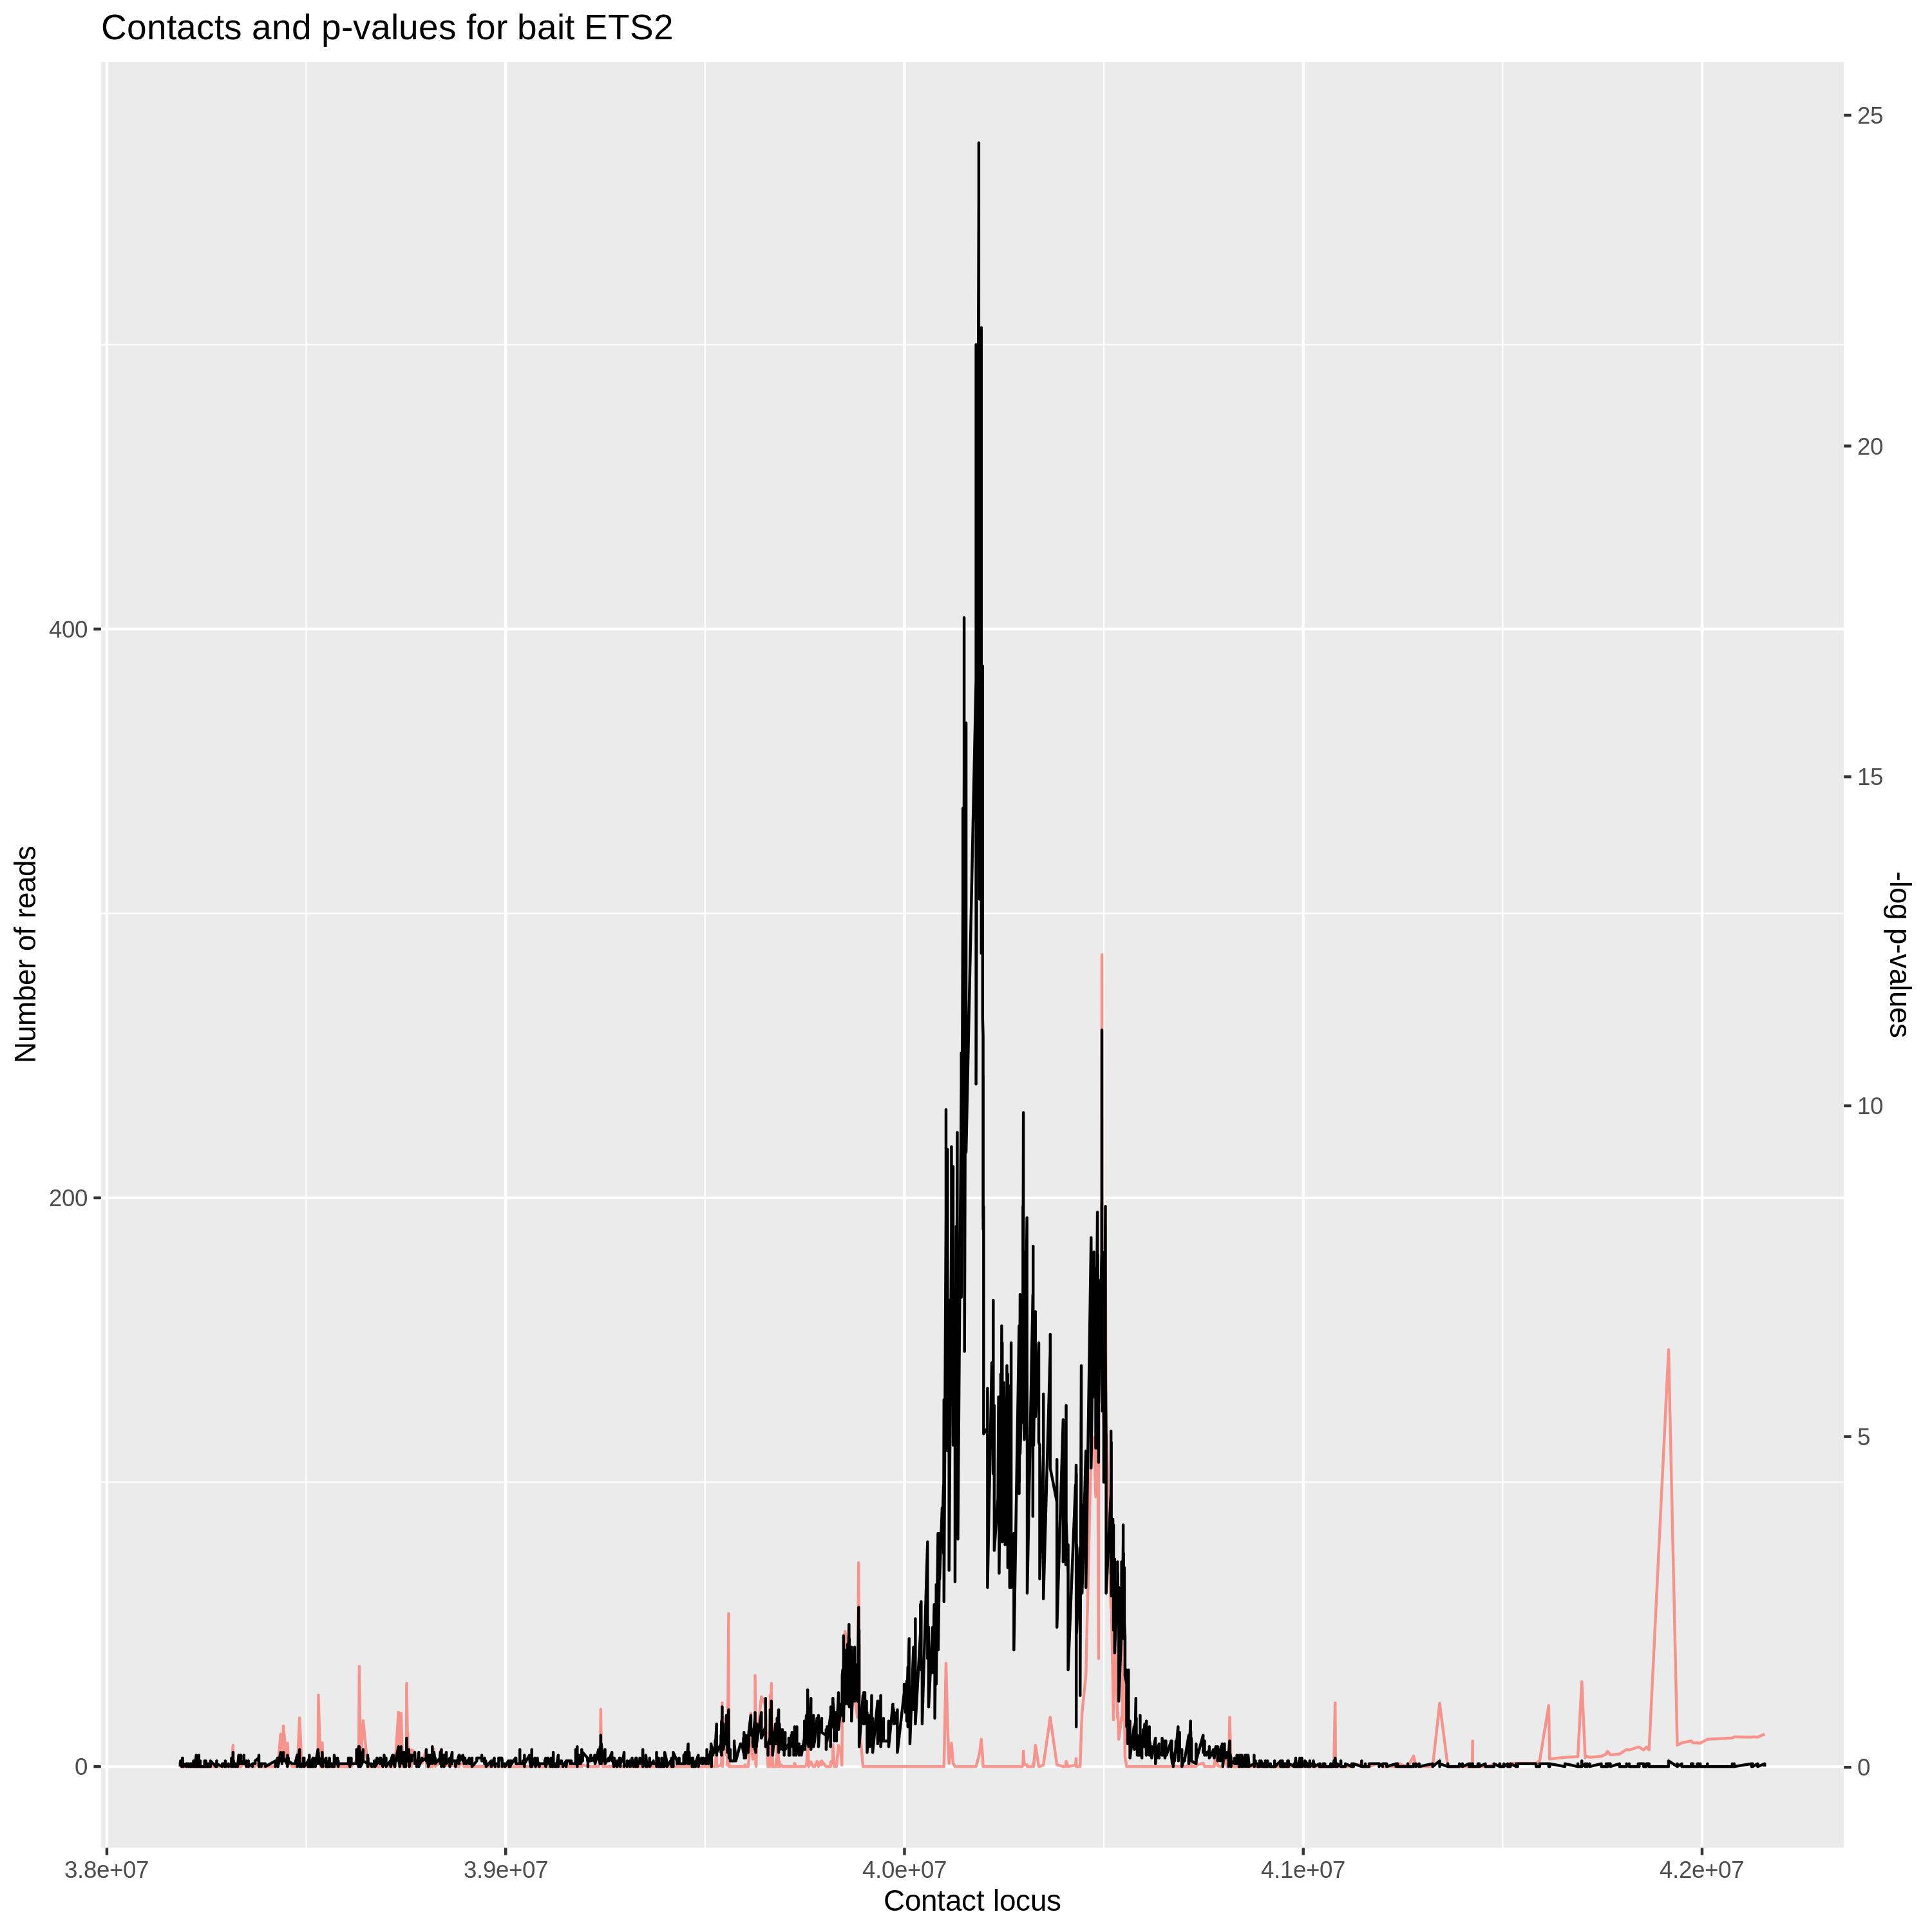 Contacts and p-values for bait ETS2
25
20
400
15
Number of reads
-log p-values
10
200
5
0
0
3.8e+07
3.9e+07
4.0e+07
4.1e+07
4.2e+07
Contact locus